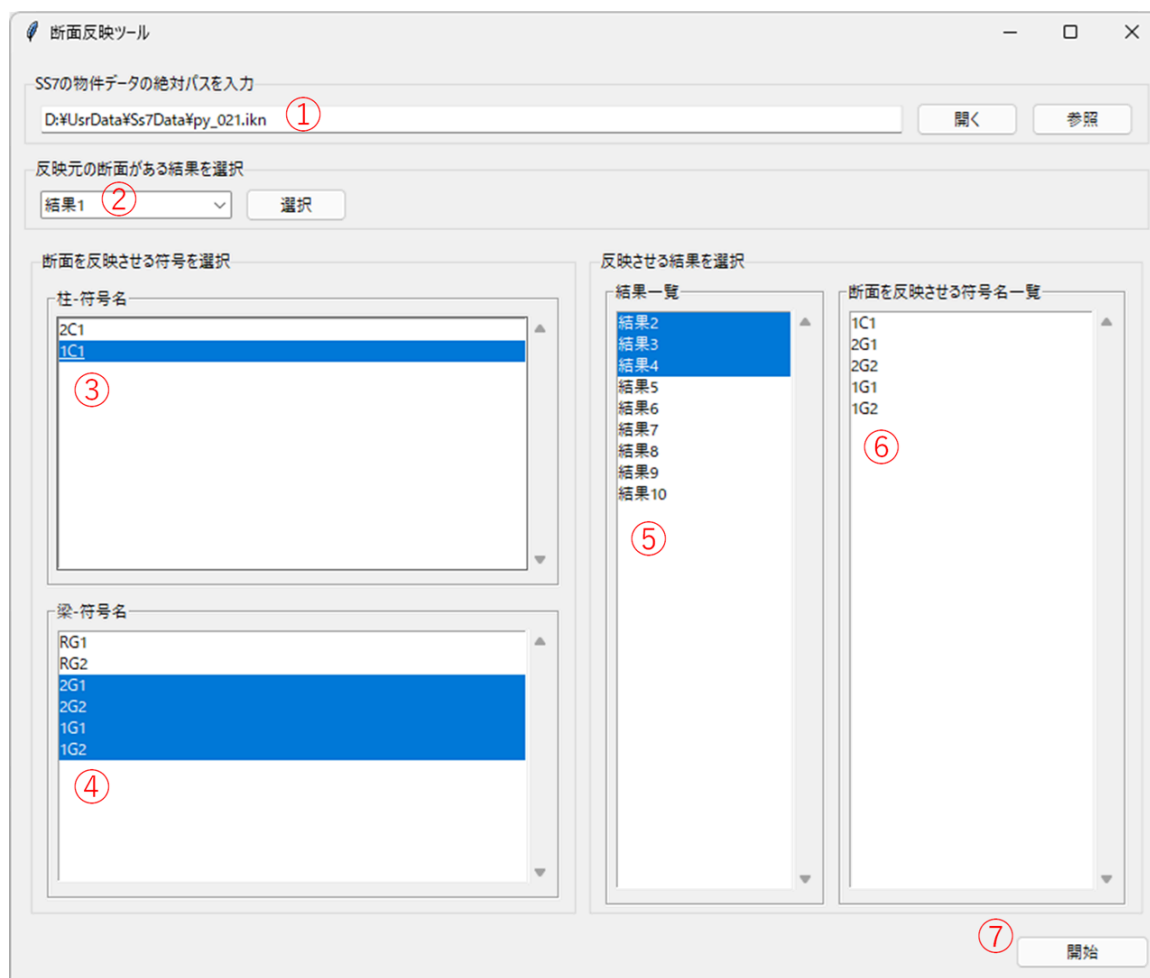 断面反映ツール
SS7の物件データの絶対パスを入力
D:¥UsrData¥Ss7Data¥py_021.ikn ① 開く 参照
反映元の断面がある結果を選択
結果1 ② 選択
断面を反映させる符号を選択
柱-符号名
2C1
1C1
③
梁-符号名
RG1
RG2
2G1
2G2
1G1
1G2
④
反映させる結果を選択
結果一覧
結果2
結果3
結果4
結果5
結果6
結果7
結果8
結果9
結果10
⑤
断面を反映させる符号名一覧
1C1
2G1
2G2
1G1
1G2
⑥
⑦ 開始